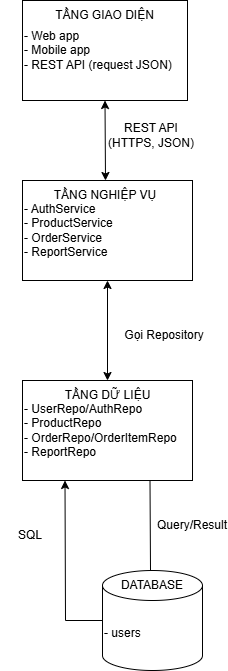 TẦNG GIAO DIỆN
- Web app
- Mobile app
- REST API (request JSON)
REST API
(HTTPS, JSON)
TẦNG NGHIỆP VỤ
- AuthService
- ProductService
- OrderService
- ReportService
Gọi Repository
TẦNG DỮ LIỆU
- UserRepo/AuthRepo
- ProductRepo
- OrderRepo/OrderItemRepo
- ReportRepo
Query/Result
SQL
DATABASE
- users